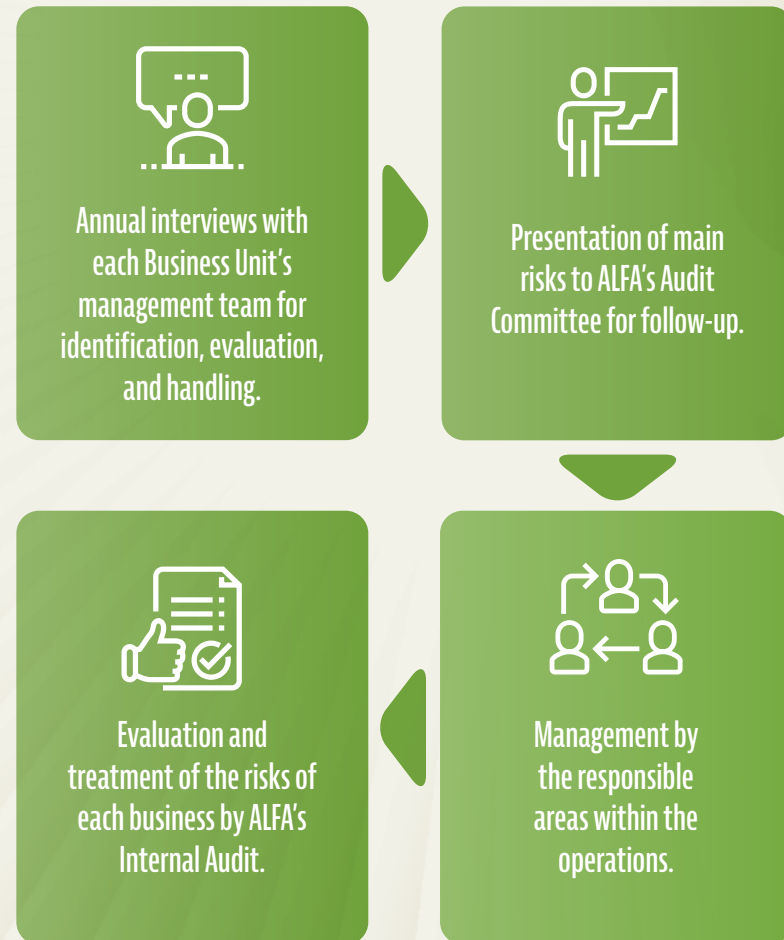 Annual interviews with
each Business Unit's
management team for
identification, evaluation,
and handling.
Presentation of main
risks to ALFA's Audit
Committee for follow-up.
Management by
the responsible
areas within the
operations.
Evaluation and
treatment of the risks of
each business by ALFA's
Internal Audit.